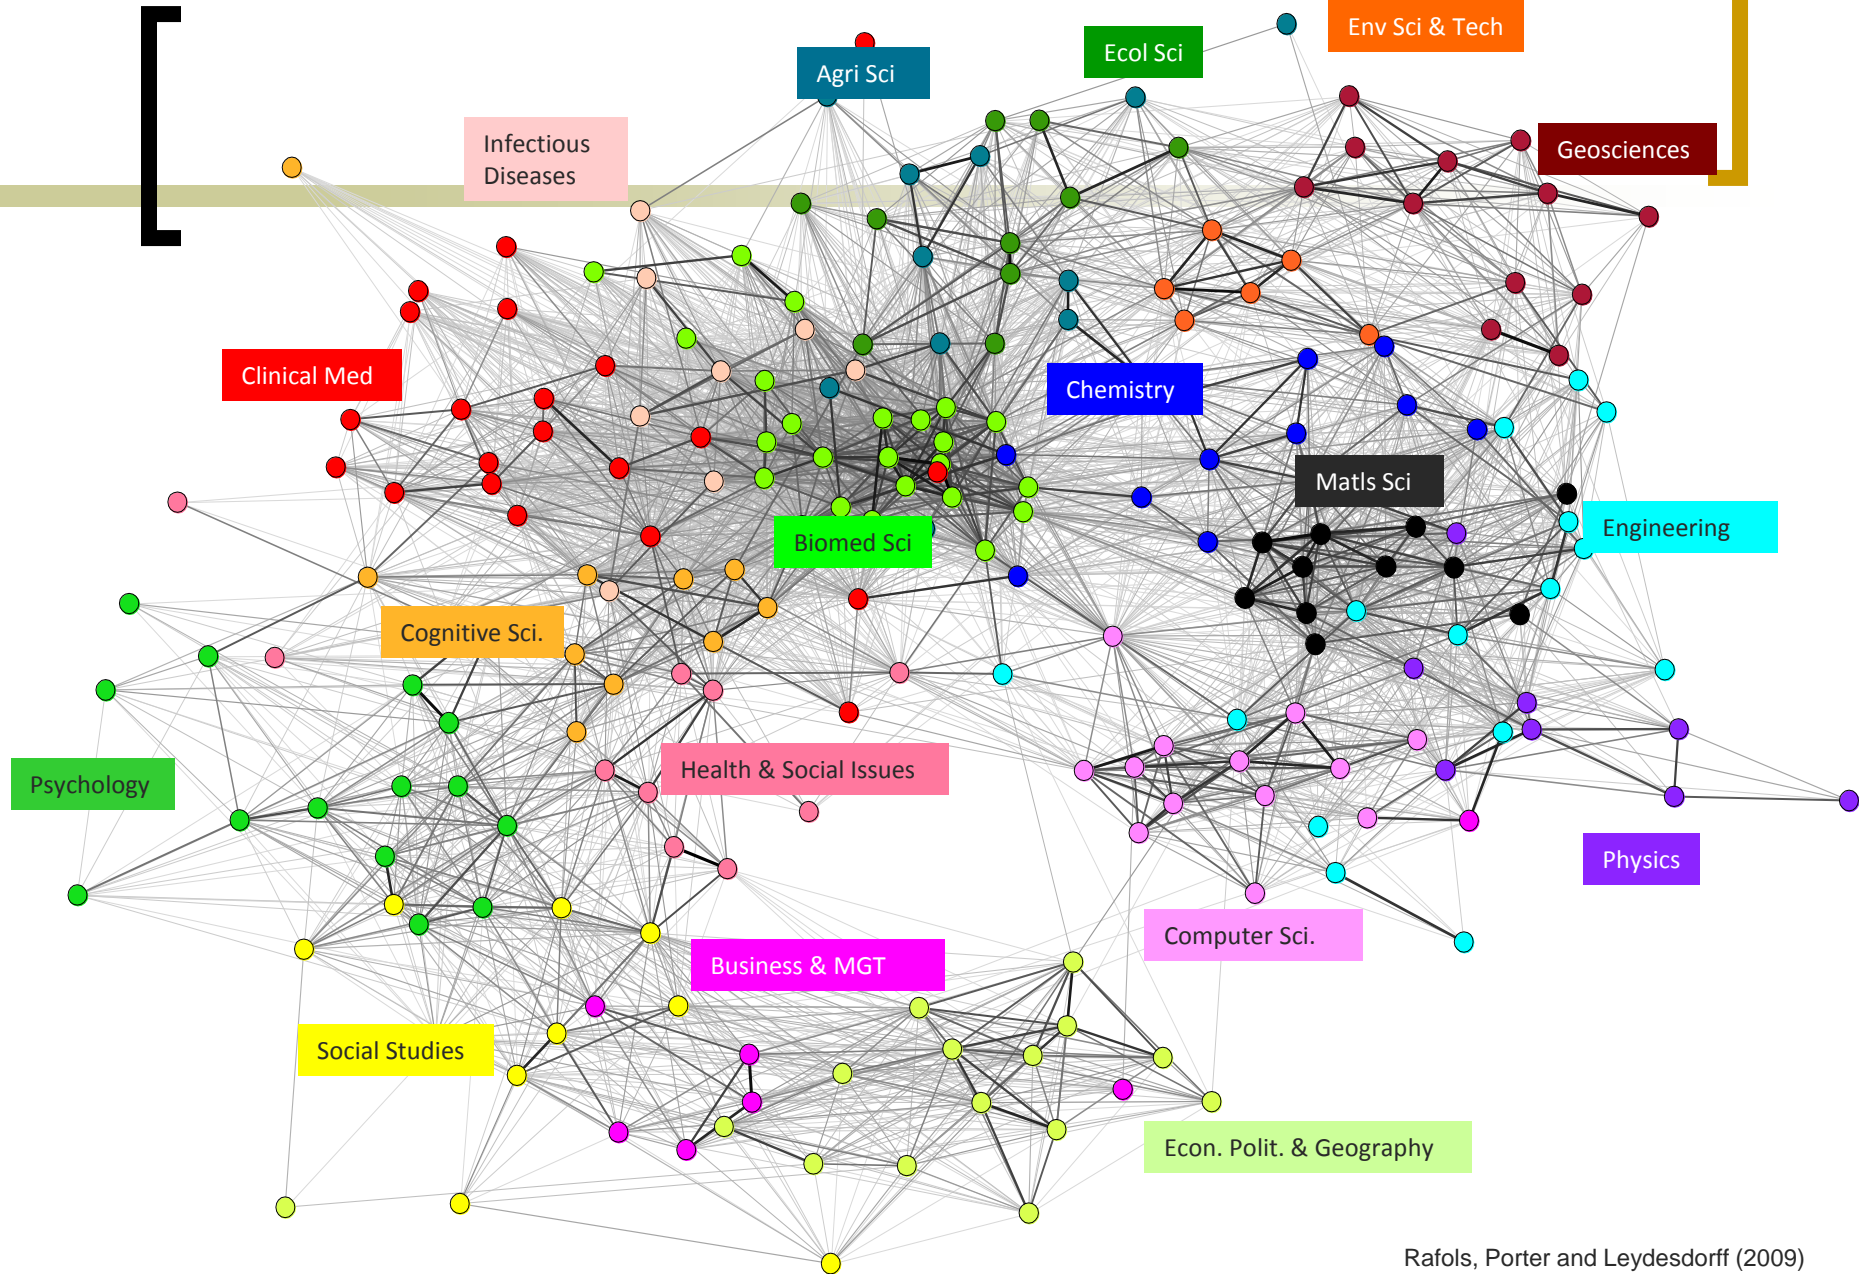 Env Sci & Tech
Ecol Sci
Agri Sci
Infectious
Diseases
Geosciences
Clinical Med
Chemistry
Matls Sci
Engineering
Biomed Sci
Cognitive Sci.
Health & Social Issues
Psychology
Physics
Computer Sci.
Business & MGT
Social Studies
Econ. Polit. & Geography
Rafols, Porter and Leydesdorff (2009)